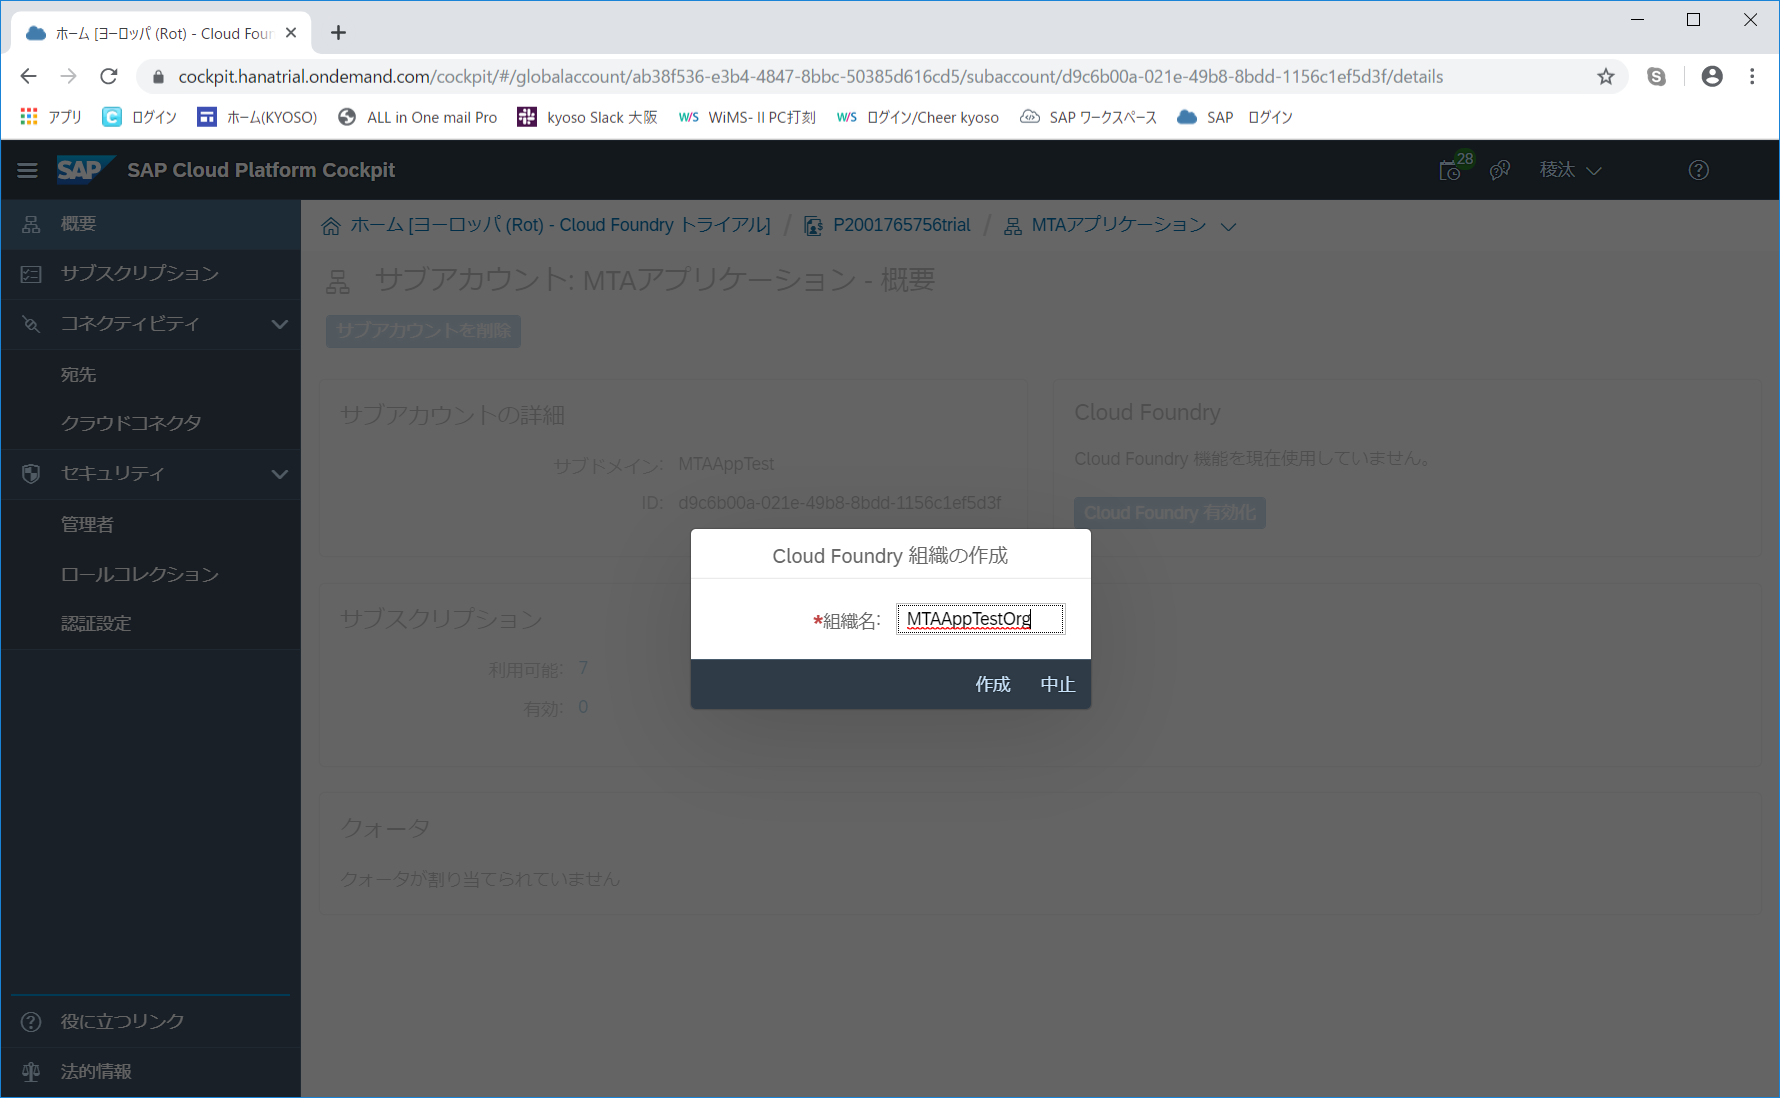 ホーム [ヨーロッパ (Rot) - Cloud Foun
cockpit.hanatrial.ondemand.com/cockpit/#/globalaccount/ab38f536-e3b4-4847-8bbc-50385d616cd5/subaccount/d9c6b00a-021e-49b8-8bdd-1156c1ef5d3f/details
アプリ ログイン ホーム(KYOSO) ALL in One mail Pro kyoso Slack 大阪 W/S WiMS-ⅡPC打刻 W/S ログイン/Cheer kyoso SAP ワークスペース SAP ログイン
SAP SAP Cloud Platform Cockpit 28 稜汰
概要
サブスクリプション
コネクティビティ
宛先
クラウドコネクタ
セキュリティ
管理者
ロールコレクション
認証設定
役に立つリンク
法的情報
ホーム [ヨーロッパ (Rot) - Cloud Foundry トライアル] / P2001765756trial / MTAアプリケーション
サブアカウント: MTAアプリケーション - 概要
サブアカウントを削除
サブアカウントの詳細
サブドメイン: MTAAppTest
ID: d9c6b00a-021e-49b8-8bdd-1156c1ef5d3f
Cloud Foundry
Cloud Foundry 機能を現在使用していません。
Cloud Foundry 有効化
サブスクリプション
利用可能: 7
有効: 0
クォータ
クォータが割り当てられていません
Cloud Foundry 組織の作成
*組織名: MTAAppTestOrg
作成 中止